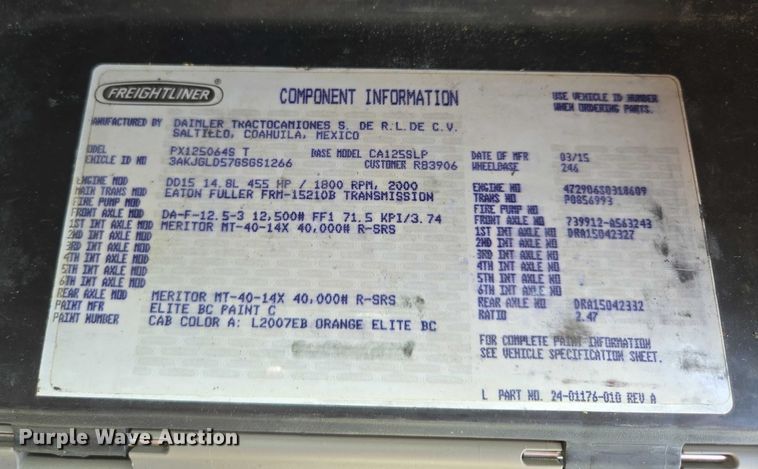 FREIGHTLINER®
COMPONENT INFORMATION
USE VEHICLE ID NUMBER
WHEN ORDERING PARTS.
MANUFACTURED BY DAIMLER TRACTOCAMIONES S. DE R.L.DE C.V.
SALTILLO, COAHUILA, MEXICO
MODEL PX125064S T BASE MODEL CA125SLP DATE OF MFR 03/15
VEHICLE ID NO 3AKJGLD57GSGS1266 CUSTOMER R83906 WHEELBASE 246
ENGINE MOD DD15 14.8L 455 HP / 1800 RPM, 2000 ENGINE NO 472906S0318609
MAIN TRANS MOD EATON FULLER FRM-15210B TRANSMISSION TRANS NO P0856993
FIRE PUMP MOD FIRE PUMP NO
FRONT AXLE MOD DA-F-12.5-3 12,500# FF1 71.5 KPI/3.74 FRONT AXLE NO 739912-A563243
1ST INT AXLE MOD MERITOR MT-40-14X 40,000# R-SRS 1ST INT AXLE NO DRA15042327
2ND INT AXLE MOD 2ND INT AXLE NO
3RD INT AXLE MOD 3RD INT AXLE NO
4TH INT AXLE MOD 4TH INT AXLE NO
5TH INT AXLE MOD 5TH INT AXLE NO
6TH INT AXLE MOD 6TH INT AXLE NO
REAR AXLE MOD MERITOR MT-40-14X 40,000# R-SRS REAR AXLE NO DRA15042332
PAINT MFR ELITE BC PAINT C RATIO 2.47
PAINT NUMBER CAB COLOR A: L2007EB ORANGE ELITE BC
FOR COMPLETE PAINT INFORMATION
SEE VEHICLE SPECIFICATION SHEET.
L PART NO. 24-01176-010 REV A
Purple Wave Auction